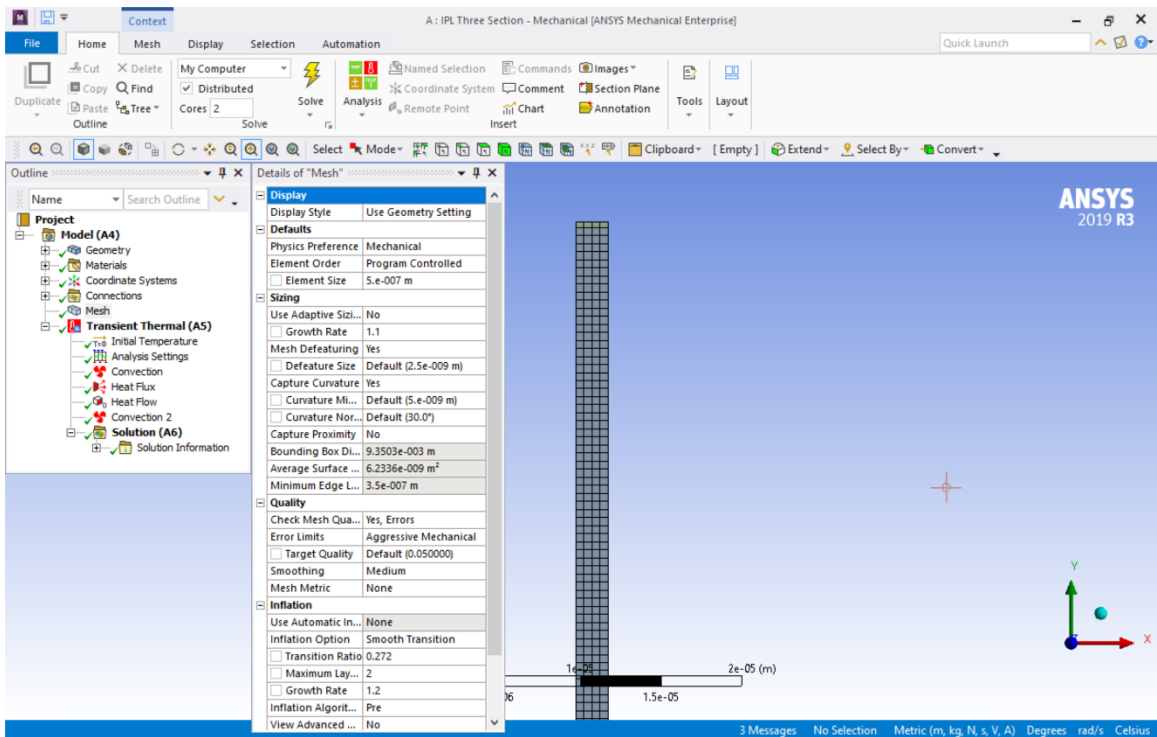 Context
A : IPL Three Section - Mechanical [ANSYS Mechanical Enterprise]
File Home Mesh Display Selection Automation
Quick Launch
Duplicate
Cut
Copy
Paste
Delete
Find
Tree
Outline
My Computer
Distributed
Cores 2
Solve
Solve
Analysis
Named Selection
Coordinate System
Remote Point
Commands
Comment
Chart
Images
Section Plane
Annotation
Insert
Tools
Layout
Select Mode Clipboard [ Empty ] Extend Select By Convert
Outline
Name Search Outline
Project
Model (A4)
Geometry
Materials
Coordinate Systems
Connections
Mesh
Transient Thermal (A5)
T=0 Initial Temperature
Analysis Settings
Convection
Heat Flux
Heat Flow
Convection 2
Solution (A6)
Solution Information
Details of "Mesh"
Display
Display Style Use Geometry Setting
Defaults
Physics Preference Mechanical
Element Order Program Controlled
Element Size 5.e-007 m
Sizing
Use Adaptive Sizi... No
Growth Rate 1.1
Mesh Defeaturing Yes
Defeature Size Default (2.5e-009 m)
Capture Curvature Yes
Curvature Mi... Default (5.e-009 m)
Curvature Nor... Default (30.0°)
Capture Proximity No
Bounding Box Di... 9.3503e-003 m
Average Surface ... 6.2336e-009 m²
Minimum Edge L... 3.5e-007 m
Quality
Check Mesh Qua... Yes, Errors
Error Limits Aggressive Mechanical
Target Quality Default (0.050000)
Smoothing Medium
Mesh Metric None
Inflation
Use Automatic In... None
Inflation Option Smooth Transition
Transition Ratio 0.272
Maximum Lay... 2
Growth Rate 1.2
Inflation Algorit... Pre
View Advanced ... No
ANSYS
2019 R3
1e-05 2e-05 (m)
1.5e-05
Y
X
3 Messages No Selection Metric (m, kg, N, s, V, A) Degrees rad/s Celsius